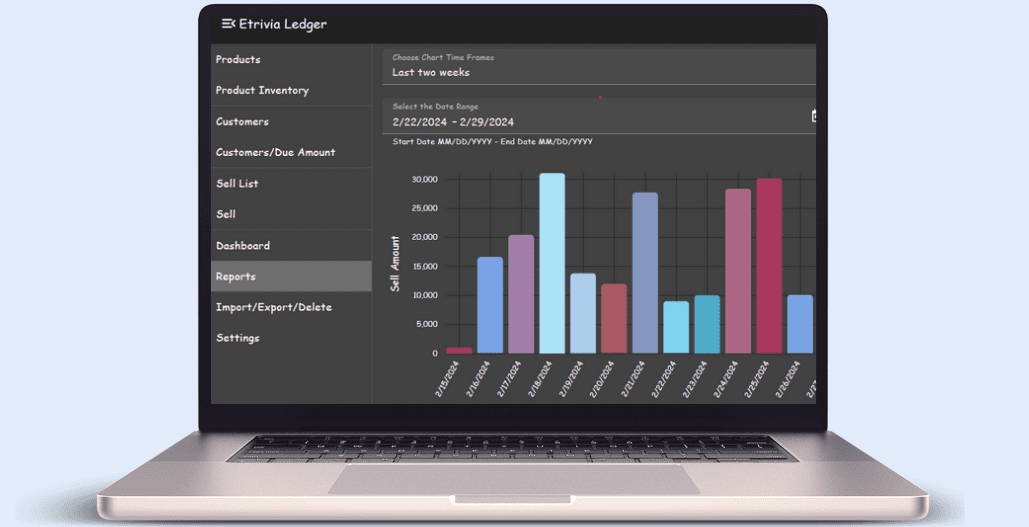 Etrivia Ledger
Products
Product Inventory
Customers
Customers/Due Amount
Sell List
Sell
Dashboard
Reports
Import/Export/Delete
Settings
Choose Chart Time Frames
Last two weeks
Select the Date Range
2/22/2024 – 2/29/2024
Start Date MM/DD/YYYY - End Date MM/DD/YYYY
Sell Amount
30,000
25,000
20,000
15,000
10,000
5,000
0
2/15/2024
2/16/2024
2/17/2024
2/18/2024
2/19/2024
2/20/2024
2/21/2024
2/22/2024
2/23/2024
2/24/2024
2/25/2024
2/26/2024